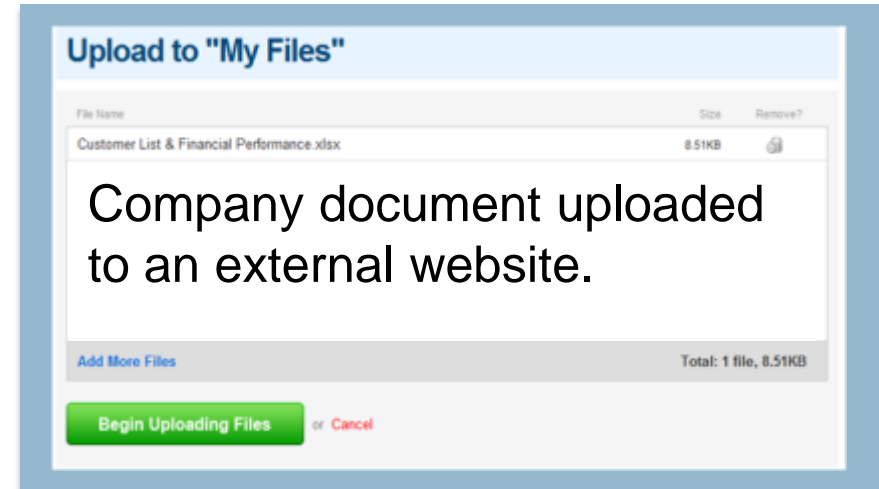 Upload to "My Files"
File Name Size Remove?
Customer List & Financial Performance.xlsx 8.51KB
Company document uploaded
to an external website.
Add More Files Total: 1 file, 8.51KB
Begin Uploading Files or Cancel